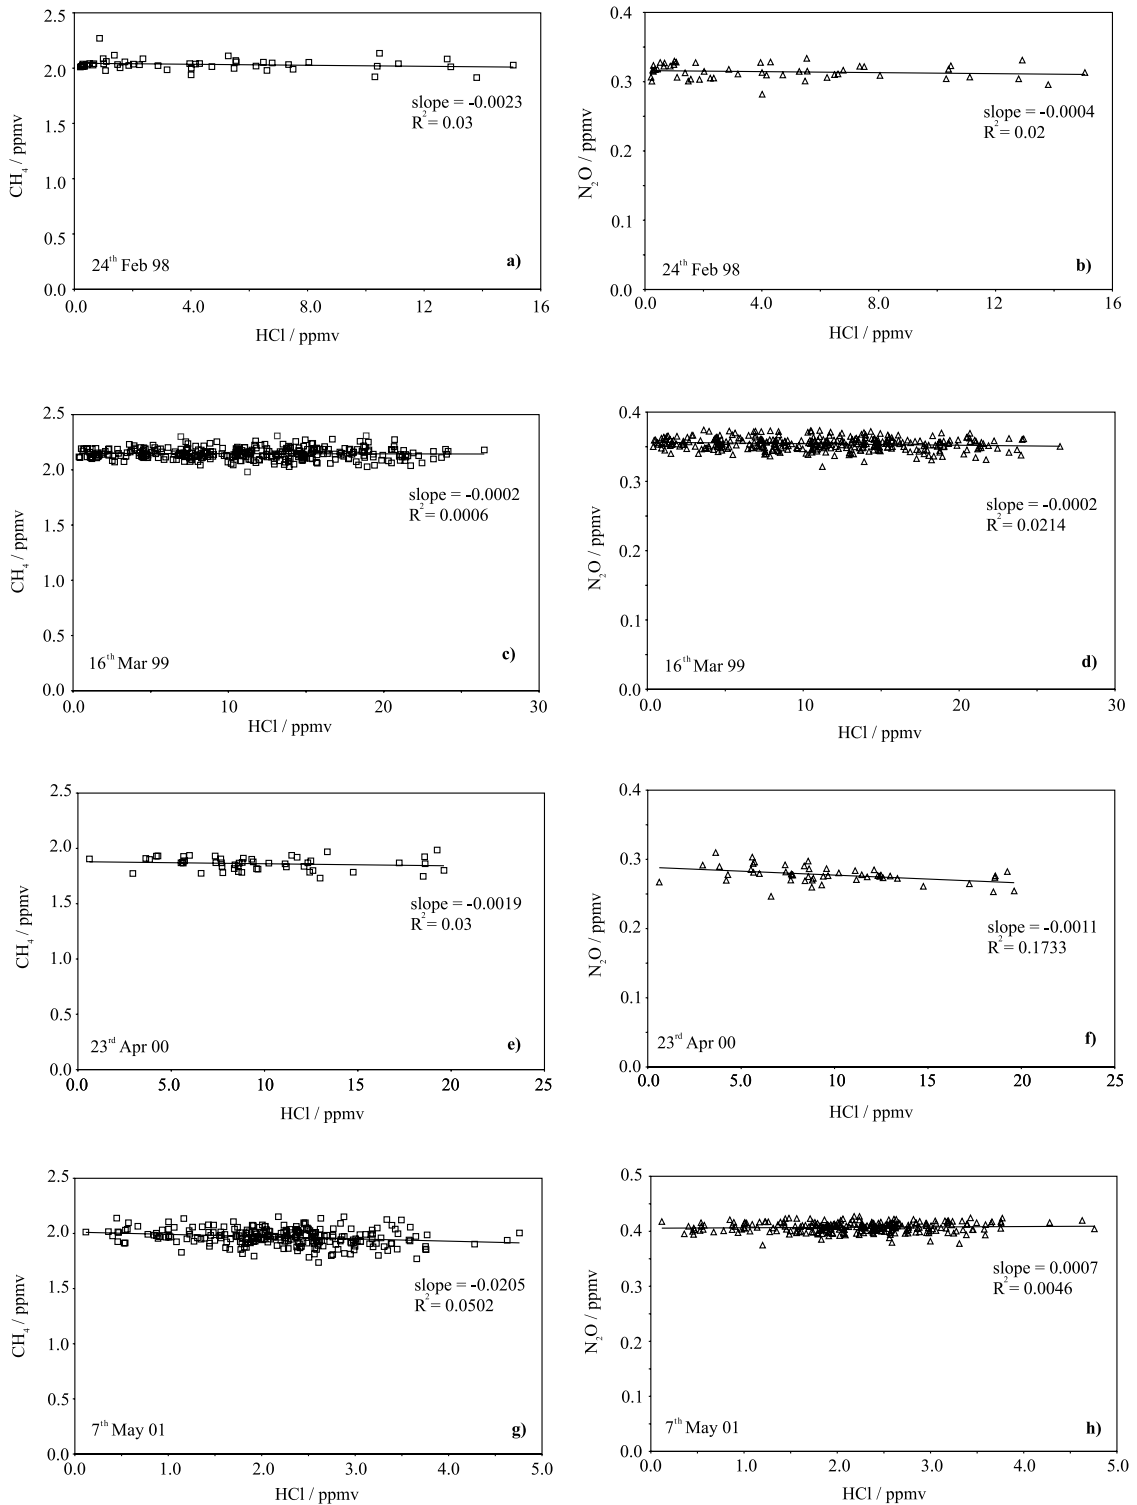 2.5
2.0
1.5
1.0
0.5
0.0
CH₄ / ppmv
slope = -0.0023
R² = 0.03
24ᵗʰ Feb 98
a)
0.0 4.0 8.0 12 16
HCl / ppmv
0.4
0.3
0.2
0.1
0.0
N₂O / ppmv
slope = -0.0004
R² = 0.02
24ᵗʰ Feb 98
b)
0.0 4.0 8.0 12 16
HCl / ppmv
2.5
2.0
1.5
1.0
0.5
0.0
CH₄ / ppmv
slope = -0.0002
R² = 0.0006
16ᵗʰ Mar 99
c)
0.0 10 20 30
HCl / ppmv
0.4
0.3
0.2
0.1
0.0
N₂O / ppmv
slope = -0.0002
R² = 0.0214
16ᵗʰ Mar 99
d)
0.0 10 20 30
HCl / ppmv
2.5
2.0
1.5
1.0
0.5
0.0
CH₄ / ppmv
slope = -0.0019
R² = 0.03
23ʳᵈ Apr 00
e)
0.0 5.0 10 15 20 25
HCl / ppmv
0.4
0.3
0.2
0.1
0.0
N₂O / ppmv
slope = -0.0011
R² = 0.1733
23ʳᵈ Apr 00
f)
0.0 5.0 10 15 20 25
HCl / ppmv
2.5
2.0
1.5
1.0
0.5
0.0
CH₄ / ppmv
slope = -0.0205
R² = 0.0502
7ᵗʰ May 01
g)
0.0 1.0 2.0 3.0 4.0 5.0
HCl / ppmv
0.5
0.4
0.3
0.2
0.1
0.0
N₂O / ppmv
slope = 0.0007
R² = 0.0046
7ᵗʰ May 01
h)
0.0 1.0 2.0 3.0 4.0 5.0
HCl / ppmv